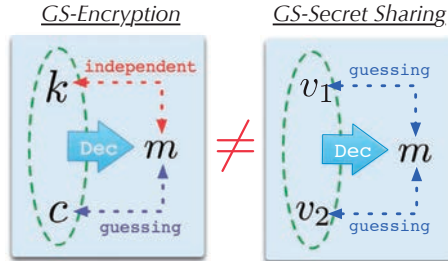 GS-Encryption
k
independent
Dec
m
c
guessing
≠
GS-Secret Sharing
v1
guessing
Dec
m
v2
guessing